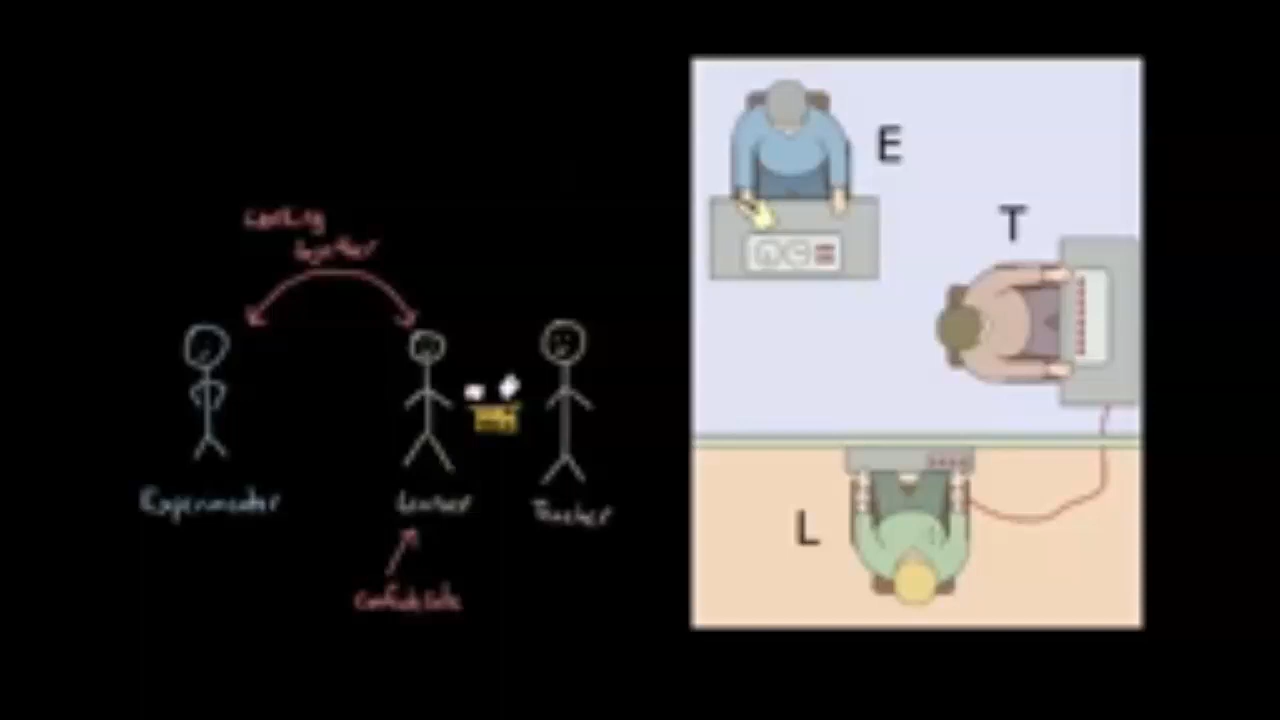 working
together
Experimenter
Learner
Teacher
confederate
E
T
L